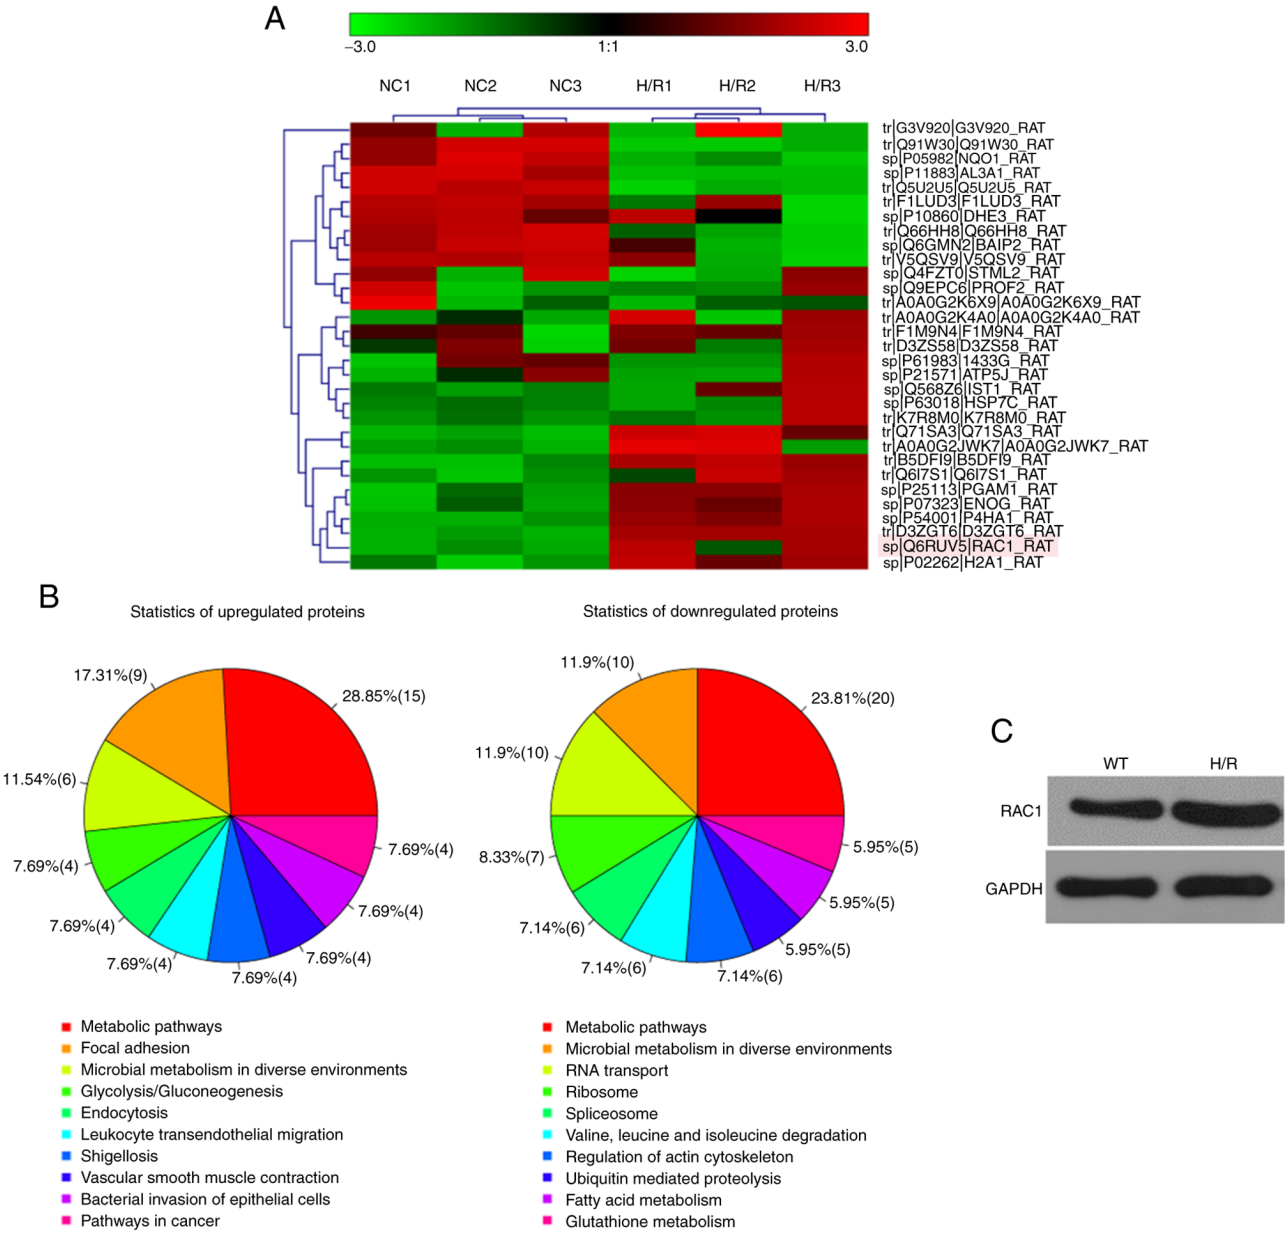 A
−3.0 1:1 3.0
NC1 NC2 NC3 H/R1 H/R2 H/R3
tr|G3V920|G3V920_RAT
tr|Q91W30|Q91W30_RAT
sp|P05982|NQO1_RAT
sp|P11883|AL3A1_RAT
tr|Q5U2U5|Q5U2U5_RAT
tr|F1LUD3|F1LUD3_RAT
sp|P10860|DHE3_RAT
tr|Q66HH8|Q66HH8_RAT
sp|Q6GMN2|BAIP2_RAT
tr|V5QSV9|V5QSV9_RAT
sp|Q4FZT0|STML2_RAT
sp|Q9EPC6|PROF2_RAT
tr|A0A0G2K6X9|A0A0G2K6X9_RAT
tr|A0A0G2K4A0|A0A0G2K4A0_RAT
tr|F1M9N4|F1M9N4_RAT
tr|D3ZS58|D3ZS58_RAT
sp|P61983|1433G_RAT
sp|P21571|ATP5J_RAT
sp|Q568Z6|IST1_RAT
sp|P63018|HSP7C_RAT
tr|K7R8M0|K7R8M0_RAT
tr|Q71SA3|Q71SA3_RAT
tr|A0A0G2JWK7|A0A0G2JWK7_RAT
tr|B5DFI9|B5DFI9_RAT
tr|Q6I7S1|Q6I7S1_RAT
sp|P25113|PGAM1_RAT
sp|P07323|ENOG_RAT
sp|P54001|P4HA1_RAT
tr|D3ZGT6|D3ZGT6_RAT
sp|Q6RUV5|RAC1_RAT
sp|P02262|H2A1_RAT
B
Statistics of upregulated proteins
17.31%(9)
28.85%(15)
11.54%(6)
7.69%(4)
7.69%(4)
7.69%(4)
7.69%(4)
7.69%(4)
7.69%(4)
7.69%(4)
Metabolic pathways
Focal adhesion
Microbial metabolism in diverse environments
Glycolysis/Gluconeogenesis
Endocytosis
Leukocyte transendothelial migration
Shigellosis
Vascular smooth muscle contraction
Bacterial invasion of epithelial cells
Pathways in cancer
Statistics of downregulated proteins
11.9%(10)
23.81%(20)
11.9%(10)
8.33%(7)
5.95%(5)
5.95%(5)
7.14%(6)
5.95%(5)
7.14%(6)
7.14%(6)
Metabolic pathways
Microbial metabolism in diverse environments
RNA transport
Ribosome
Spliceosome
Valine, leucine and isoleucine degradation
Regulation of actin cytoskeleton
Ubiquitin mediated proteolysis
Fatty acid metabolism
Glutathione metabolism
C
WT H/R
RAC1
GAPDH